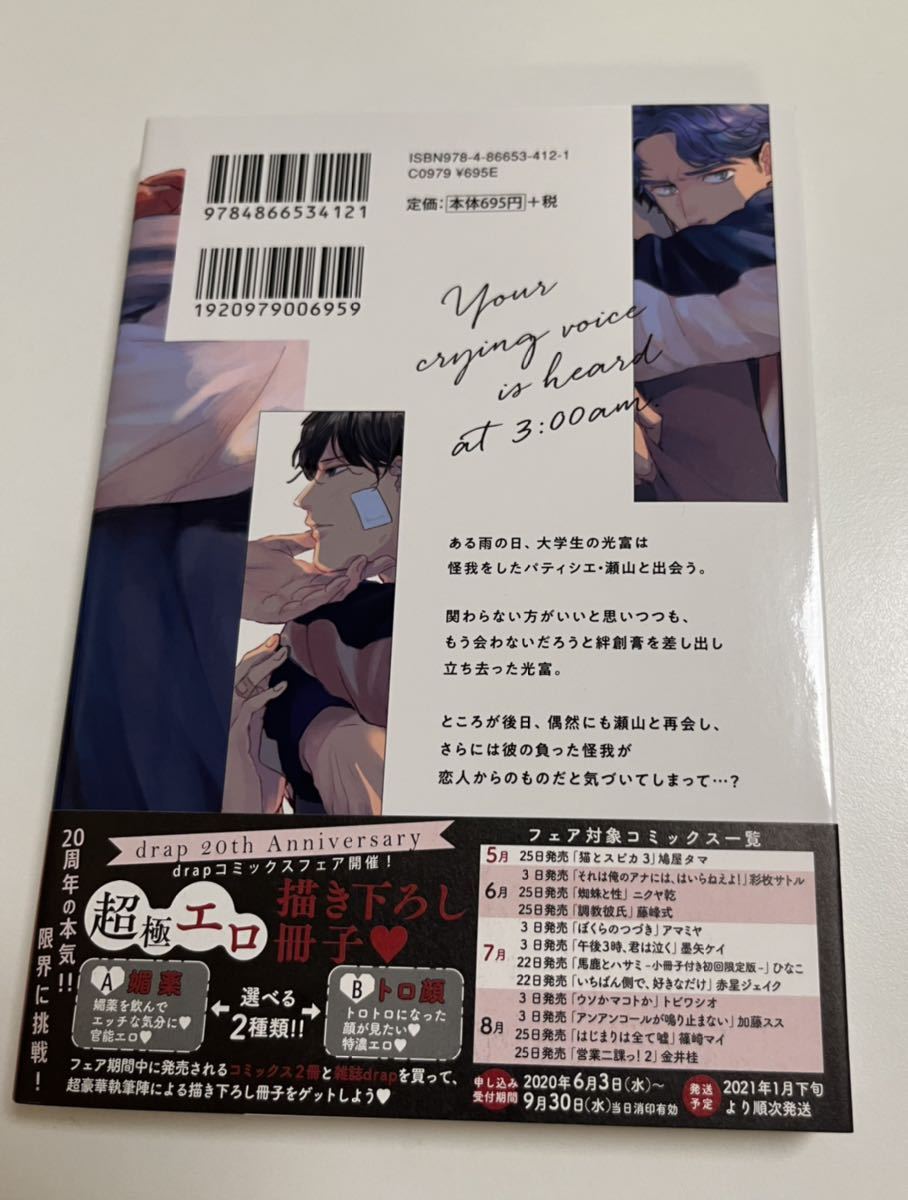 ISBN978-4-86653-412-1
C0979 ¥695E
9784866534121
定価：本体695円＋税
1920979006959
Your
crying voice
is heard
at 3:00am.
ある雨の日、大学生の光富は
怪我をしたパティシエ・瀬山と出会う。
関わらない方がいいと思いつつも、
もう会わないだろうと絆創膏を差し出し
立ち去った光富。
ところが後日、偶然にも瀬山と再会し、
さらには彼の負った怪我が
恋人からのものだと気づいてしまって…？
20周年の本気!!
限界に挑戦！
drap 20th Anniversary
drapコミックスフェア開催！
超極エロ
描き下ろし
冊子♥
A 媚薬
媚薬を飲んで
エッチな気分に♥
官能エロ♥
選べる
2種類!!
B トロ顔
トロトロになった
顔が見たい♥
特濃エロ♥
フェア期間中に発売されるコミックス2冊と雑誌drapを買って、
超豪華執筆陣による描き下ろし冊子をゲットしよう♥
フェア対象コミックス一覧
5月 25日発売「猫とスピカ 3」鳩屋タマ
6月
3日発売「それは俺のアナには、はいらねえよ！」彩枚サトル
25日発売「蜘蛛と性」ニクヤ乾
25日発売「調教彼氏」藤峰式
7月
3日発売「ぼくらのつづき」アマミヤ
3日発売「午後3時、君は泣く」墨矢ケイ
22日発売「馬鹿とハサミ -小冊子付き初回限定版-」ひなこ
22日発売「いちばん側で、好きなだけ」赤星ジェイク
8月
3日発売「ウソかマコトか」トビワシオ
3日発売「アンアンコールが鳴り止まない」加藤スス
25日発売「はじまりは全て嘘」篠崎マイ
25日発売「営業二課っ！2」金井桂
申し込み
受付期間
2020年6月3日(水)〜
9月30日(水)当日消印有効
発送
予定
2021年1月下旬
より順次発送